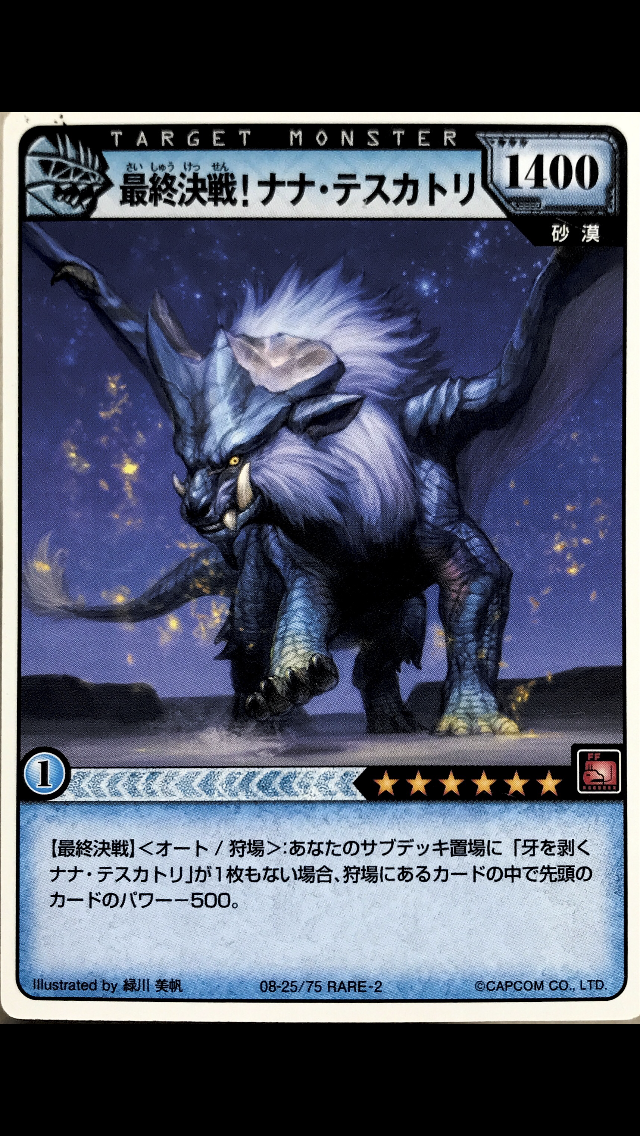 TARGET MONSTER
さいしゅうけっせん
最終決戦!ナナ・テスカトリ
1400
砂漠
1
FF
【最終決戦】<オート / 狩場>:あなたのサブデッキ置場に「牙を剥く
ナナ・テスカトリ」が1枚もない場合、狩場にあるカードの中で先頭の
カードのパワー−500。
Illustrated by 緑川 美帆
08-25/75 RARE-2
©CAPCOM CO., LTD.